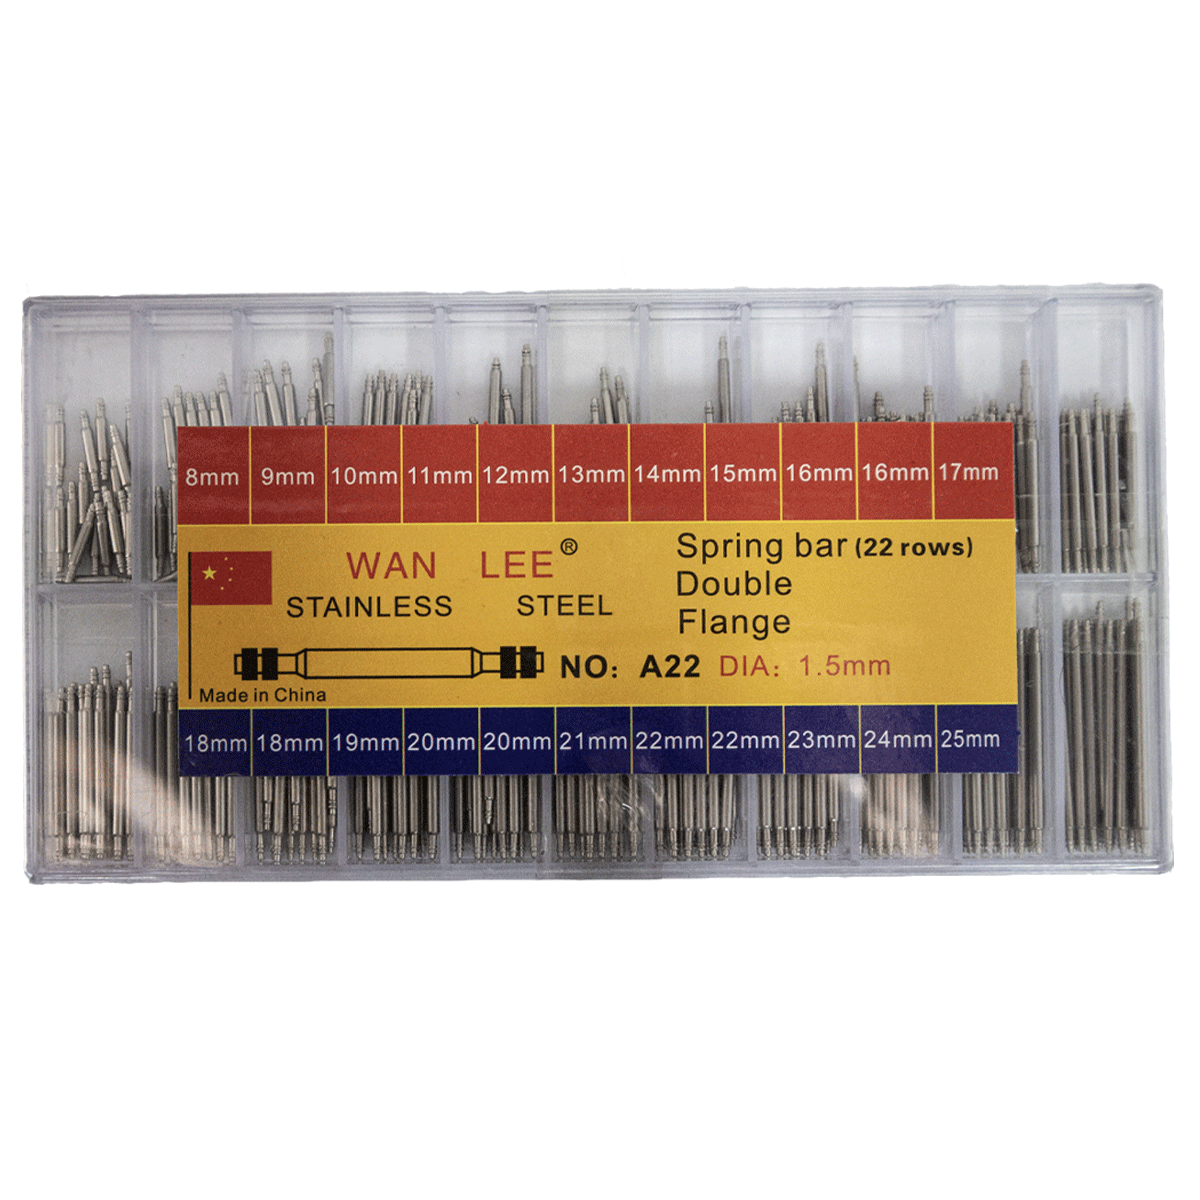 8mm 9mm 10mm 11mm 12mm 13mm 14mm 15mm 16mm 16mm 17mm
WAN LEE®
STAINLESS STEEL
Spring bar (22 rows)
Double
Flange
NO: A22 DIA: 1.5mm
Made in China
18mm 18mm 19mm 20mm 20mm 21mm 22mm 22mm 23mm 24mm 25mm